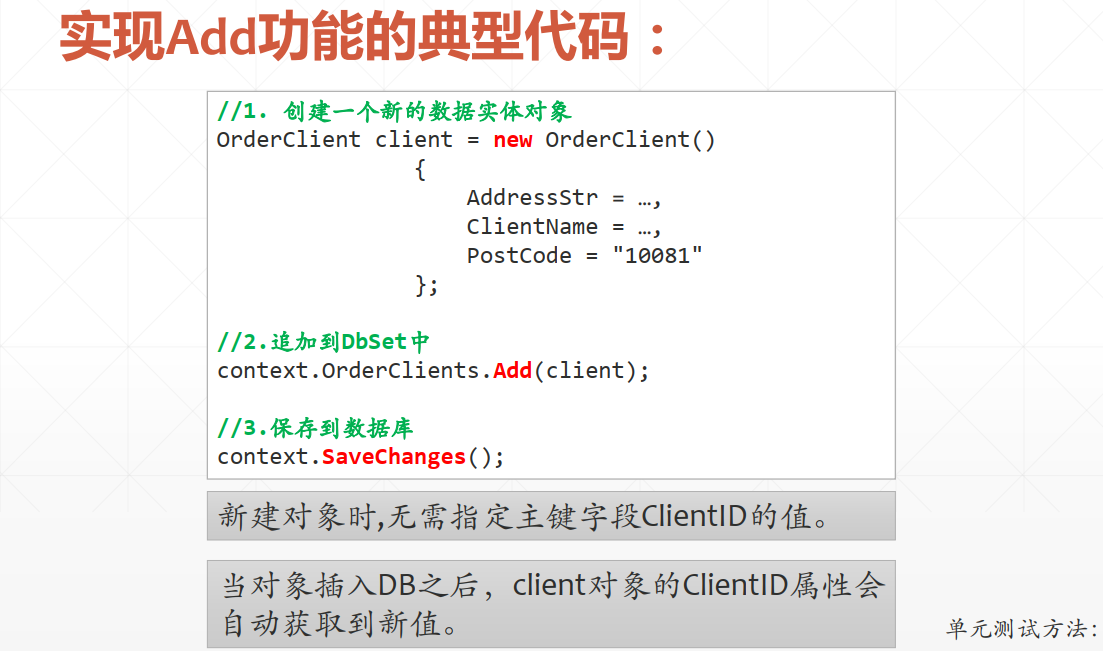 实现Add功能的典型代码：
//1. 创建一个新的数据实体对象
OrderClient client = new OrderClient()
{
AddressStr = …,
ClientName = …,
PostCode = "10081"
};
//2.追加到DbSet中
context.OrderClients.Add(client);
//3.保存到数据库
context.SaveChanges();
新建对象时,无需指定主键字段ClientID的值。
当对象插入DB之后，client对象的ClientID属性会
自动获取到新值。
单元测试方法：